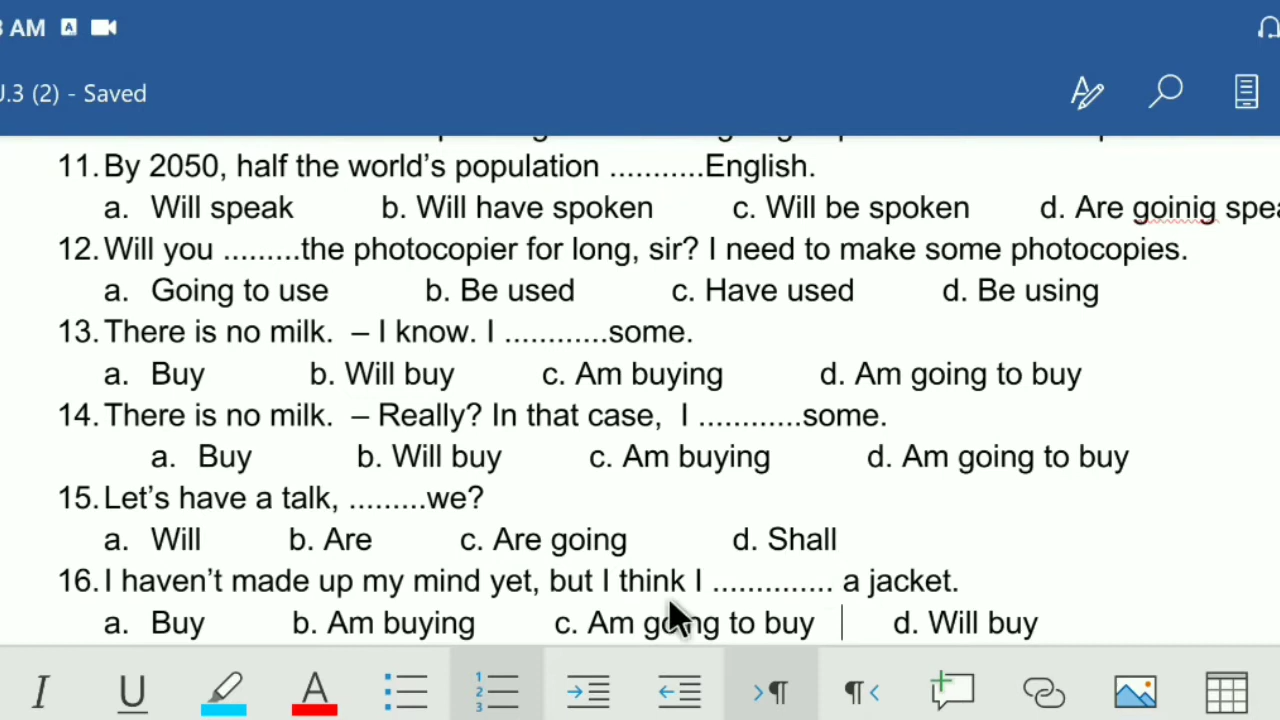 AM A
.3 (2) - Saved
11. By 2050, half the world’s population ...........English.
a. Will speak b. Will have spoken c. Will be spoken d. Are goinig
12. Will you .........the photocopier for long, sir? I need to make some photocopies.
a. Going to use b. Be used c. Have used d. Be using
13. There is no milk. – I know. I ............some.
a. Buy b. Will buy c. Am buying d. Am going to buy
14. There is no milk. – Really? In that case, I ............some.
a. Buy b. Will buy c. Am buying d. Am going to buy
15. Let’s have a talk, .........we?
a. Will b. Are c. Are going d. Shall
16. I haven’t made up my mind yet, but I think I .............. a jacket.
a. Buy b. Am buying c. Am going to buy d. Will buy
I U A 1 2 3 >¶ ¶<